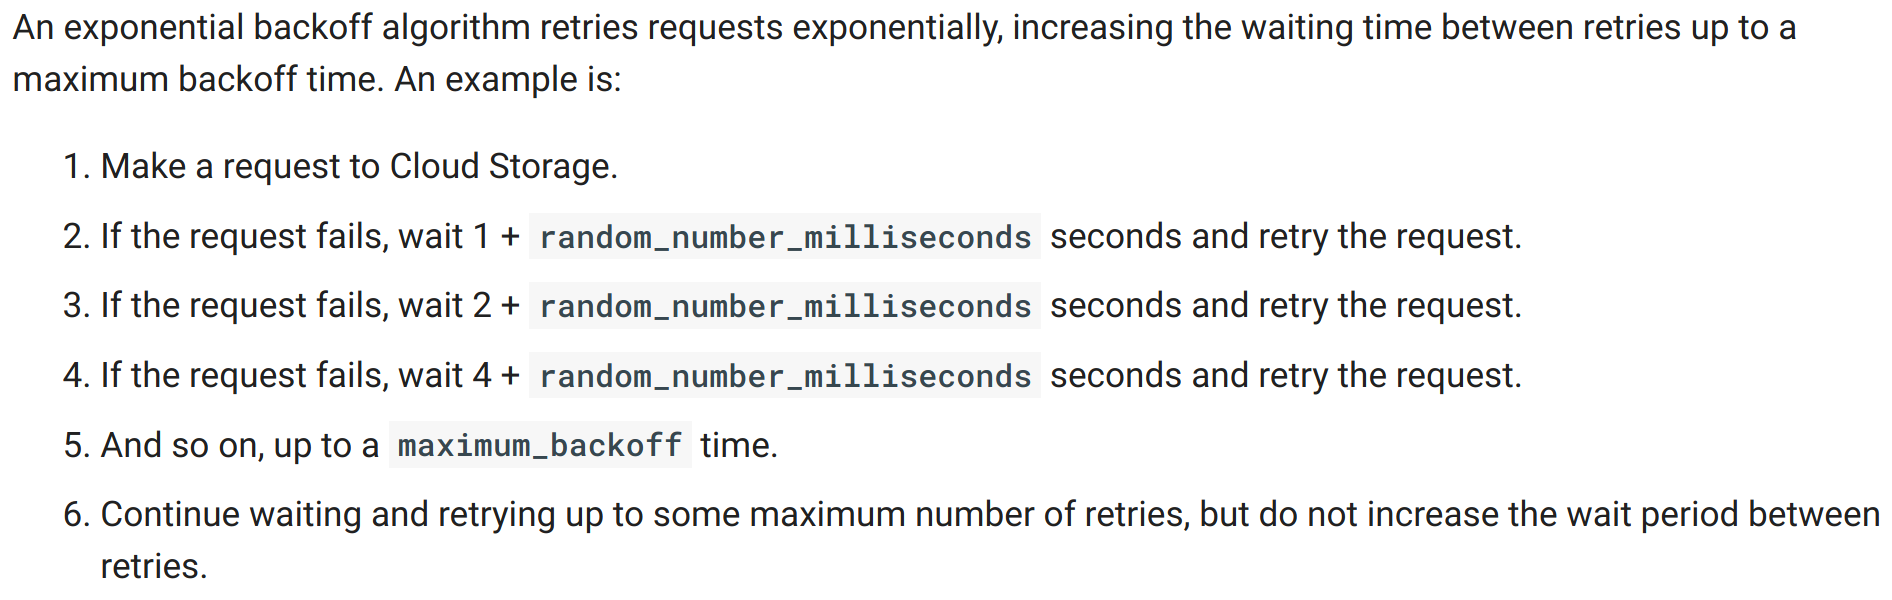 An exponential backoff algorithm retries requests exponentially, increasing the waiting time between retries up to a
maximum backoff time. An example is:
1. Make a request to Cloud Storage.
2. If the request fails, wait 1 + random_number_milliseconds seconds and retry the request.
3. If the request fails, wait 2 + random_number_milliseconds seconds and retry the request.
4. If the request fails, wait 4 + random_number_milliseconds seconds and retry the request.
5. And so on, up to a maximum_backoff time.
6. Continue waiting and retrying up to some maximum number of retries, but do not increase the wait period between
retries.